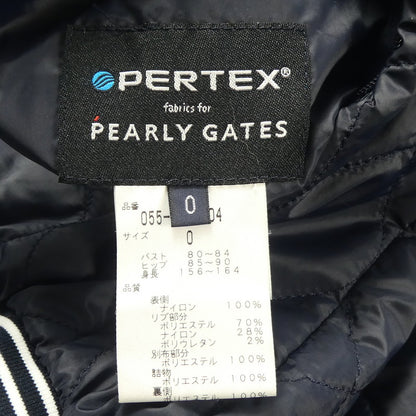 PERTEX®
fabrics for
PEARLY GATES
0
品番
055- 04
サイズ
0
バスト 80～84
ヒップ 85～90
身長 156～164
品質
表側
ナイロン 100%
リブ部分
ポリエステル 70%
ナイロン 28%
ポリウレタン 2%
別布部分
ポリエステル 100%
詰物
ポリエステル 100%
裏側